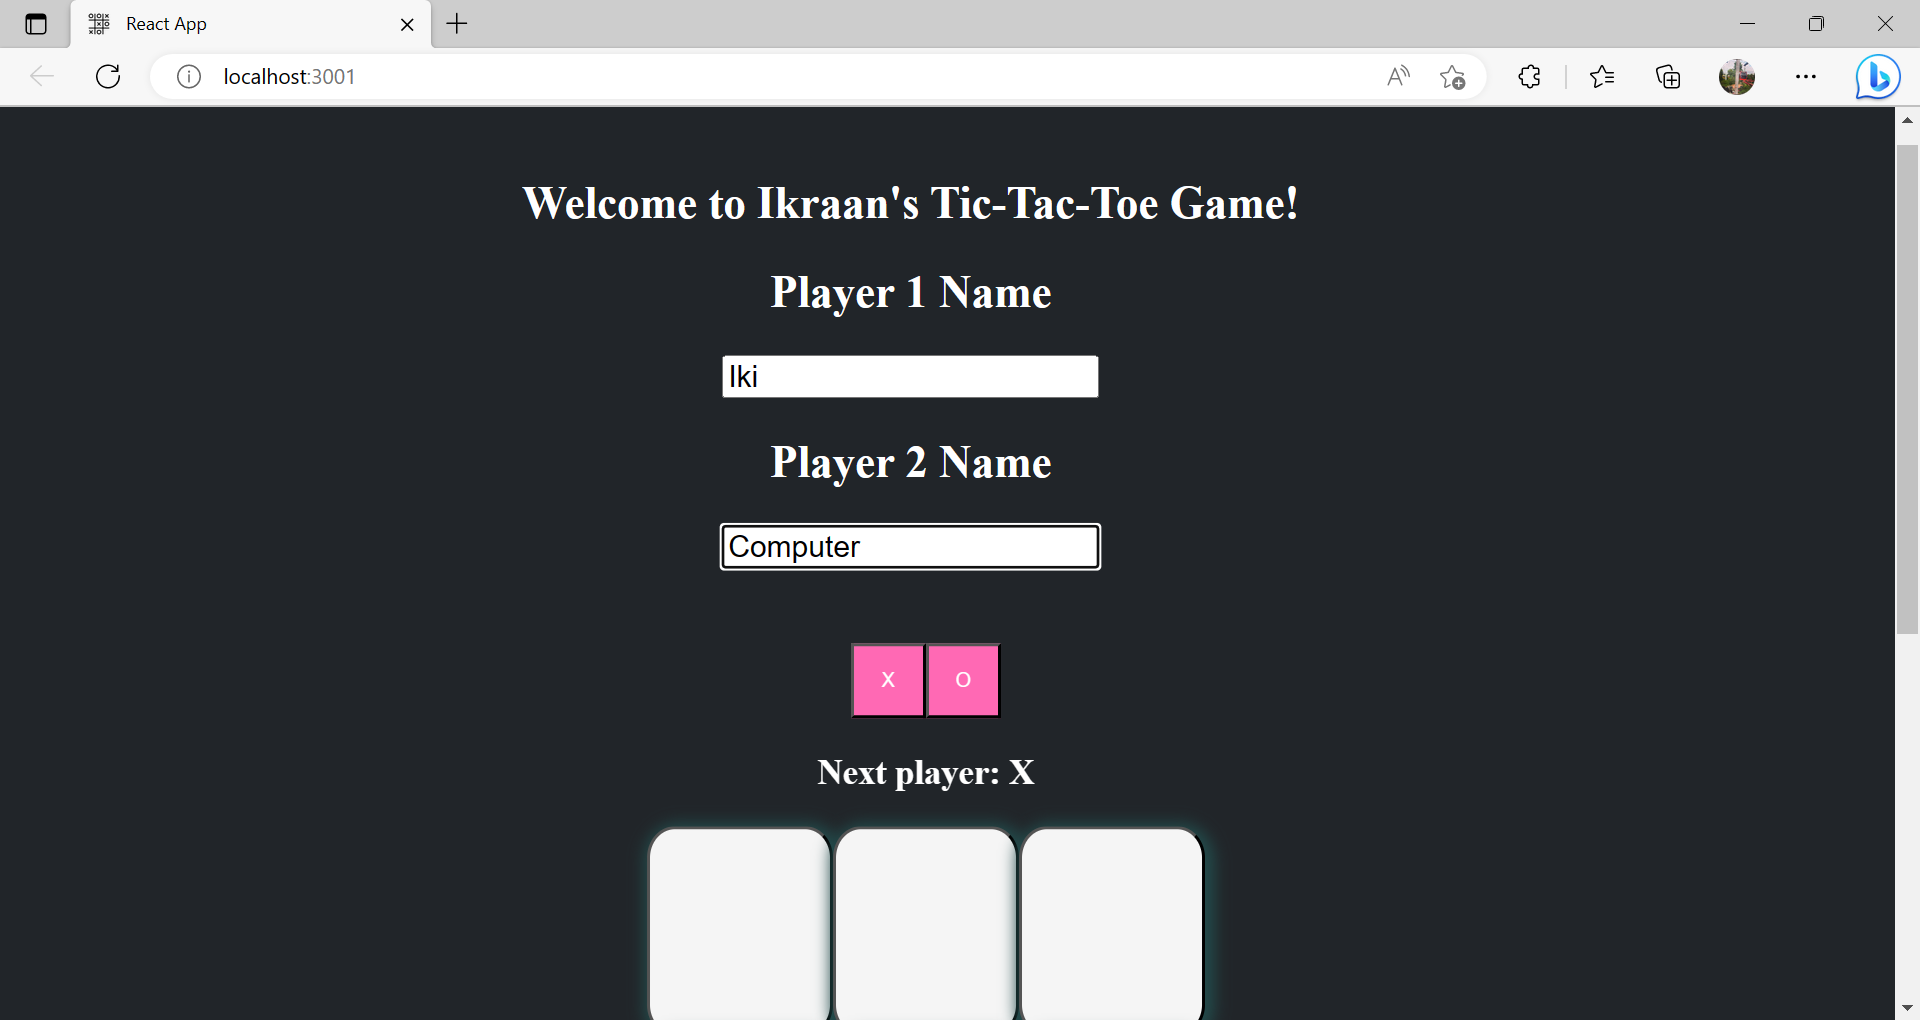 React App
localhost:3001
Welcome to Ikraan's Tic-Tac-Toe Game!
Player 1 Name
Iki
Player 2 Name
Computer
X O
Next player: X